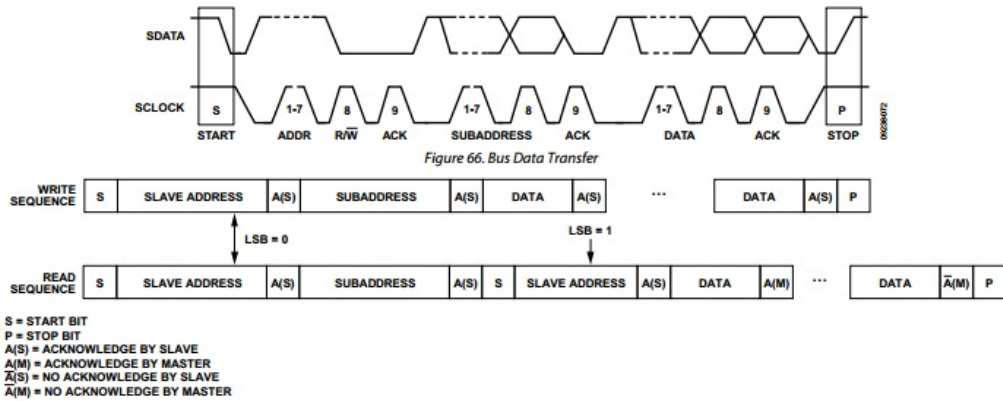 SDATA
SCLOCK S 1-7 8 9 1-7 8 9 1-7 8 9 P
START ADDR R/W̅ ACK SUBADDRESS ACK DATA ACK STOP
Figure 66. Bus Data Transfer
WRITE
SEQUENCE
S SLAVE ADDRESS A(S) SUBADDRESS A(S) DATA A(S) ... DATA A(S) P
LSB = 0 LSB = 1
READ
SEQUENCE
S SLAVE ADDRESS A(S) SUBADDRESS A(S) S SLAVE ADDRESS A(S) DATA A(M) ... DATA A̅(M) P
S = START BIT
P = STOP BIT
A(S) = ACKNOWLEDGE BY SLAVE
A(M) = ACKNOWLEDGE BY MASTER
A̅(S) = NO ACKNOWLEDGE BY SLAVE
A̅(M) = NO ACKNOWLEDGE BY MASTER